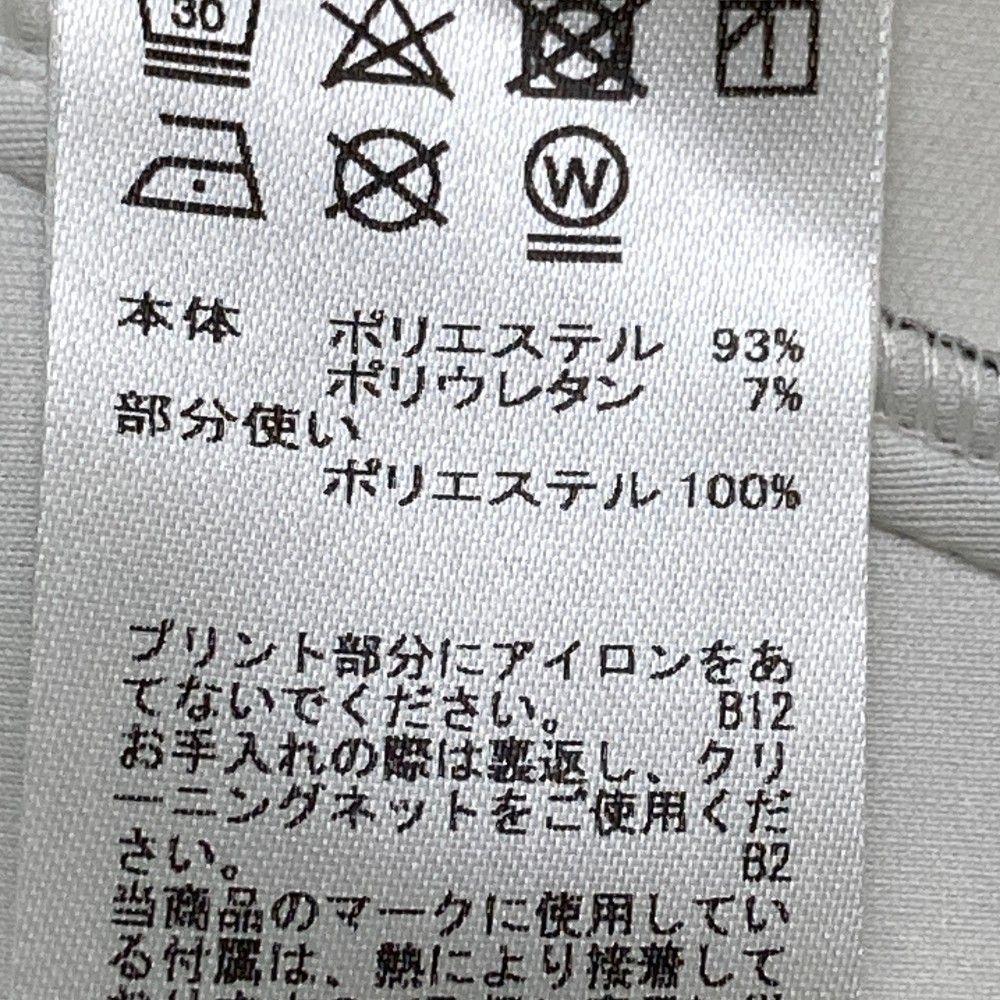 30
W
本体 ポリエステル 93%
ポリウレタン 7%
部分使い
ポリエステル 100%
プリント部分にアイロンをあ
てないでください。 B12
お手入れの際は裏返し、クリ
ーニングネットをご使用くだ
さい。 B2
当商品のマークに使用してい
る付属は、熱により接着して